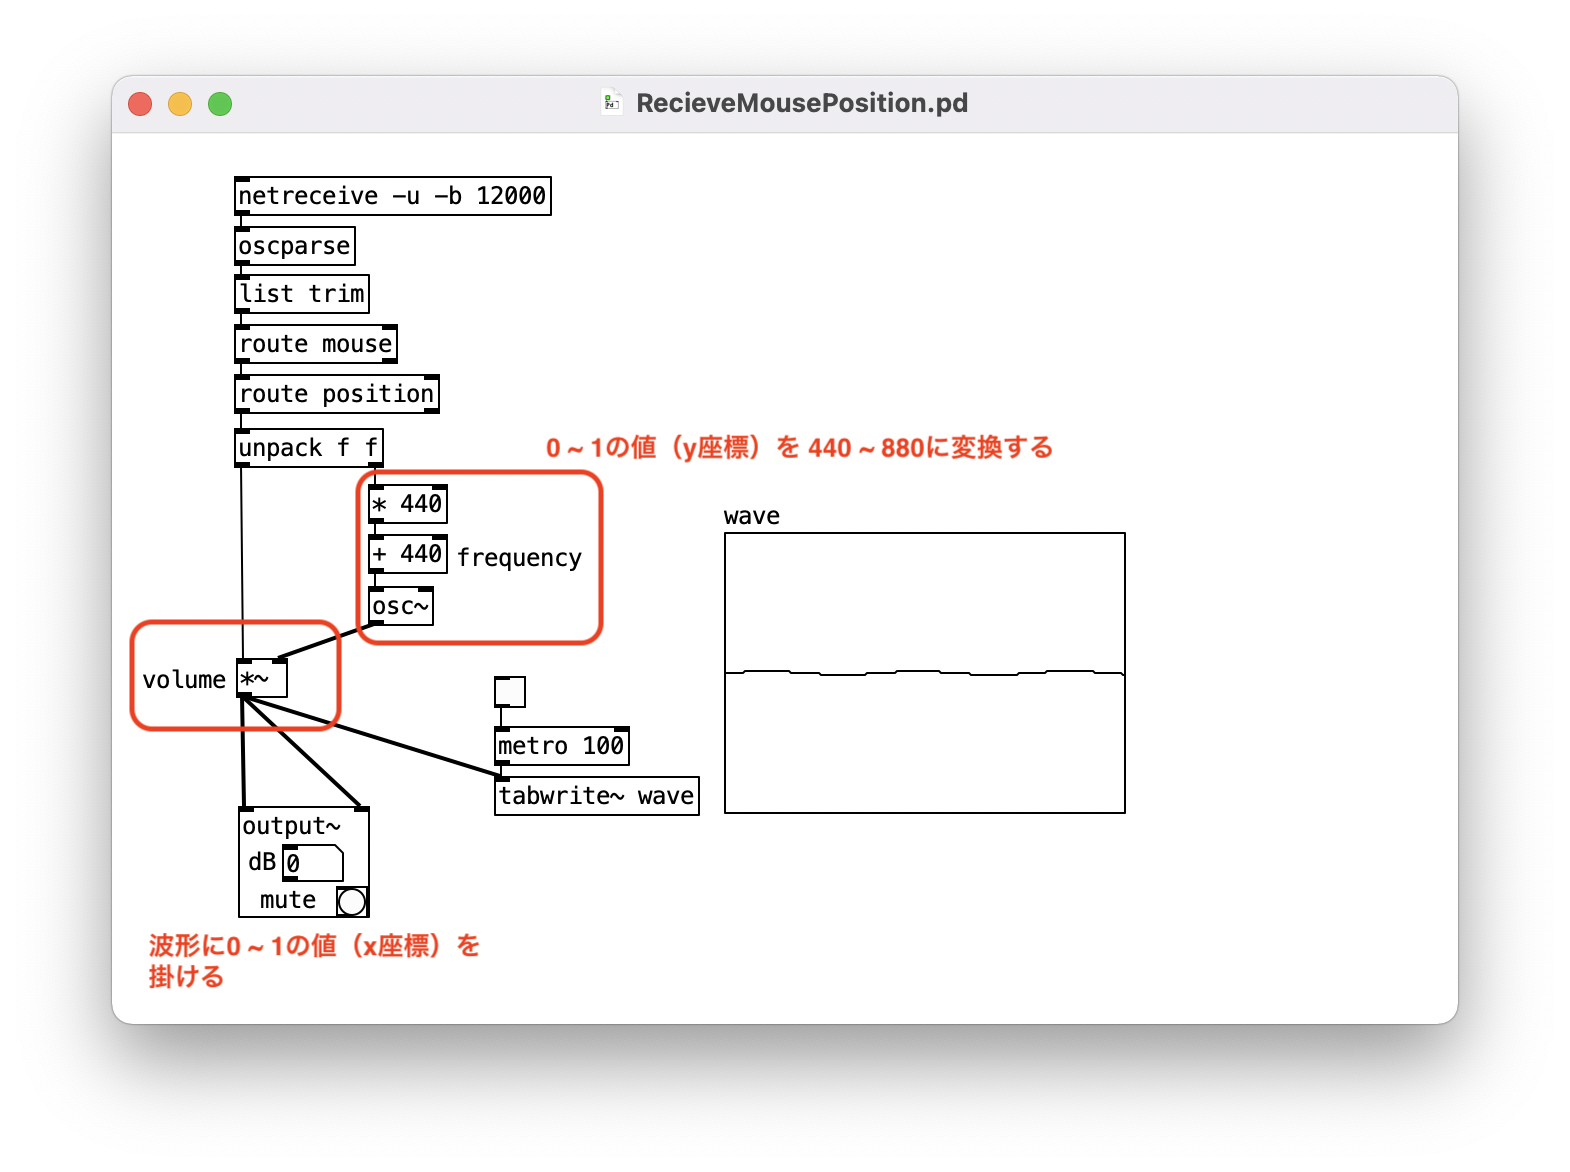 RecieveMousePosition.pd
netreceive -u -b 12000
oscparse
list trim
route mouse
route position
unpack f f
0 ~ 1の値（y座標）を 440 ~ 880に変換する
* 440
+ 440
frequency
osc~
wave
volume
*~
metro 100
tabwrite~ wave
output~
dB 0
mute
波形に0 ~ 1の値（x座標）を
掛ける